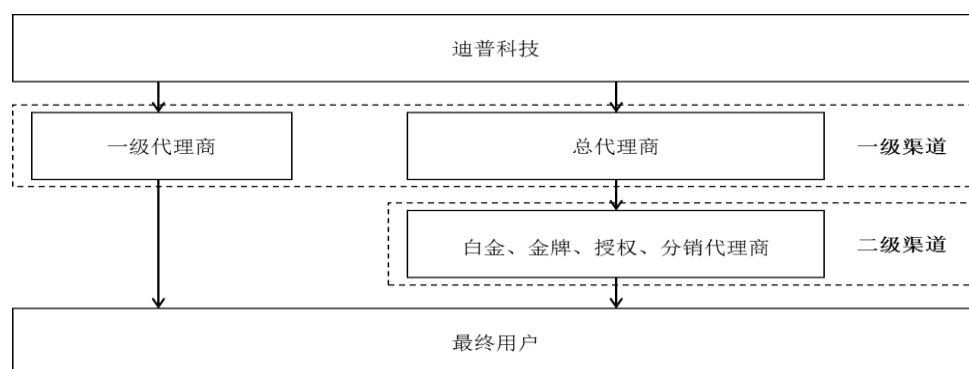 迪普科技
一级代理商
总代理商
一级渠道
白金、金牌、授权、分销代理商
二级渠道
最终用户